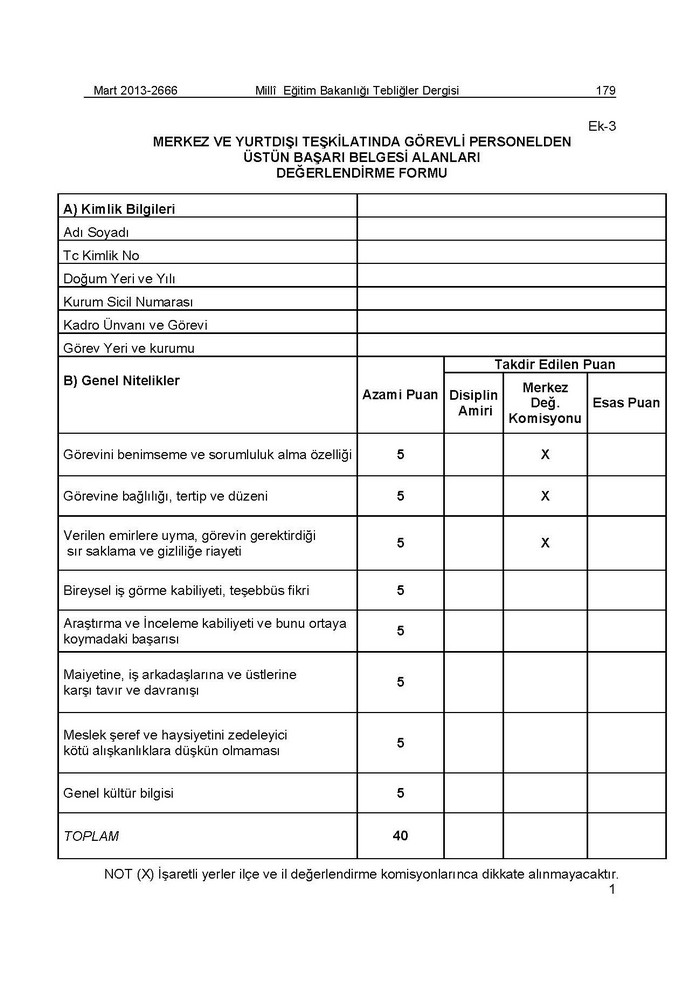 Mart 2013-2666 Millî Eğitim Bakanlığı Tebliğler Dergisi 179
Ek-3
MERKEZ VE YURTDIŞI TEŞKİLATINDA GÖREVLİ PERSONELDEN
ÜSTÜN BAŞARI BELGESİ ALANLARI
DEĞERLENDİRME FORMU
A) Kimlik Bilgileri
Adı Soyadı
Tc Kimlik No
Doğum Yeri ve Yılı
Kurum Sicil Numarası
Kadro Ünvanı ve Görevi
Görev Yeri ve kurumu
B) Genel Nitelikler
Azami Puan
Takdir Edilen Puan
Disiplin
Amiri
Merkez
Değ.
Komisyonu
Esas Puan
Görevini benimseme ve sorumluluk alma özelliği 5 X
Görevine bağlılığı, tertip ve düzeni 5 X
Verilen emirlere uyma, görevin gerektirdiği
sır saklama ve gizliliğe riayeti 5 X
Bireysel iş görme kabiliyeti, teşebbüs fikri 5
Araştırma ve İnceleme kabiliyeti ve bunu ortaya
koymadaki başarısı 5
Maiyetine, iş arkadaşlarına ve üstlerine
karşı tavır ve davranışı 5
Meslek şeref ve haysiyetini zedeleyici
kötü alışkanlıklara düşkün olmaması 5
Genel kültür bilgisi 5
TOPLAM 40
NOT (X) İşaretli yerler ilçe ve il değerlendirme komisyonlarınca dikkate alınmayacaktır.
1